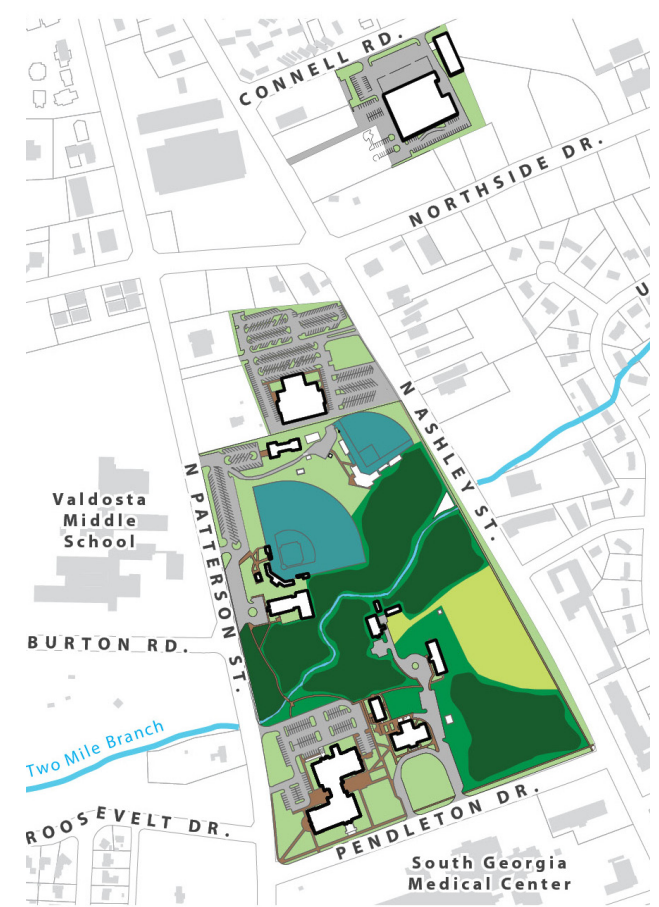 CONNELL RD.
NORTHSIDE DR.
U
N ASHLEY ST.
N PATTERSON ST.
Valdosta
Middle
School
BURTON RD.
Two Mile Branch
ROOSEVELT DR.
PENDLETON DR.
South Georgia
Medical Center